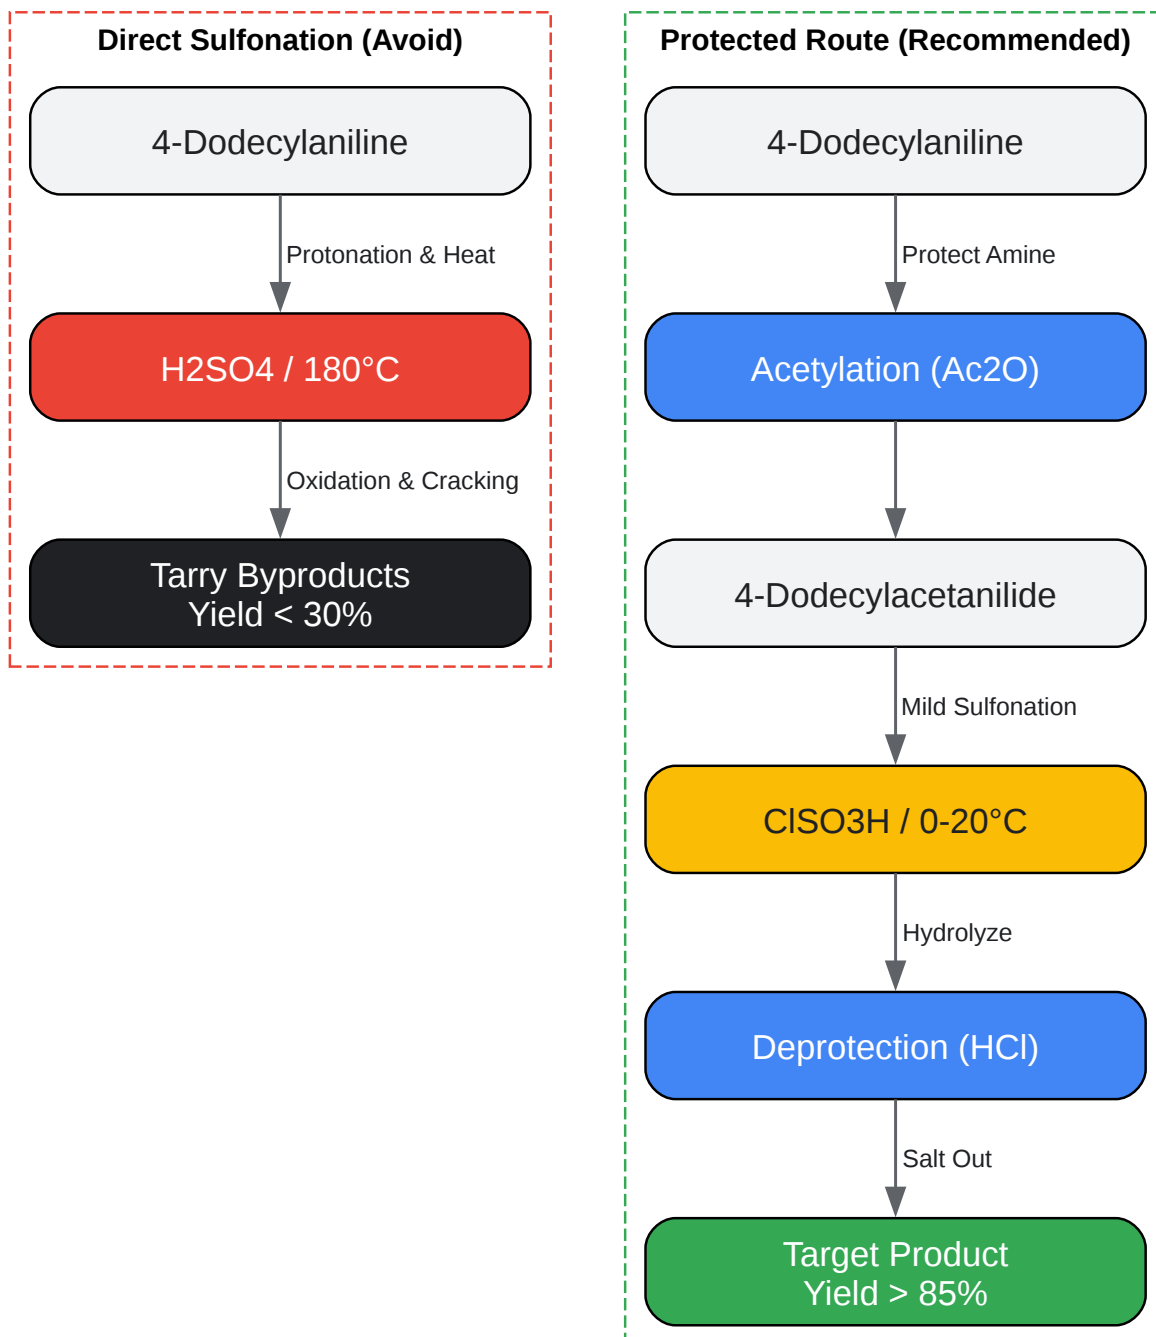 Direct Sulfonation (Avoid)
4-Dodecylaniline
Protonation & Heat
H2SO4 / 180°C
Oxidation & Cracking
Tarry Byproducts
Yield < 30%
Protected Route (Recommended)
4-Dodecylaniline
Protect Amine
Acetylation (Ac2O)
4-Dodecylacetanilide
Mild Sulfonation
ClSO3H / 0-20°C
Hydrolyze
Deprotection (HCl)
Salt Out
Target Product
Yield > 85%